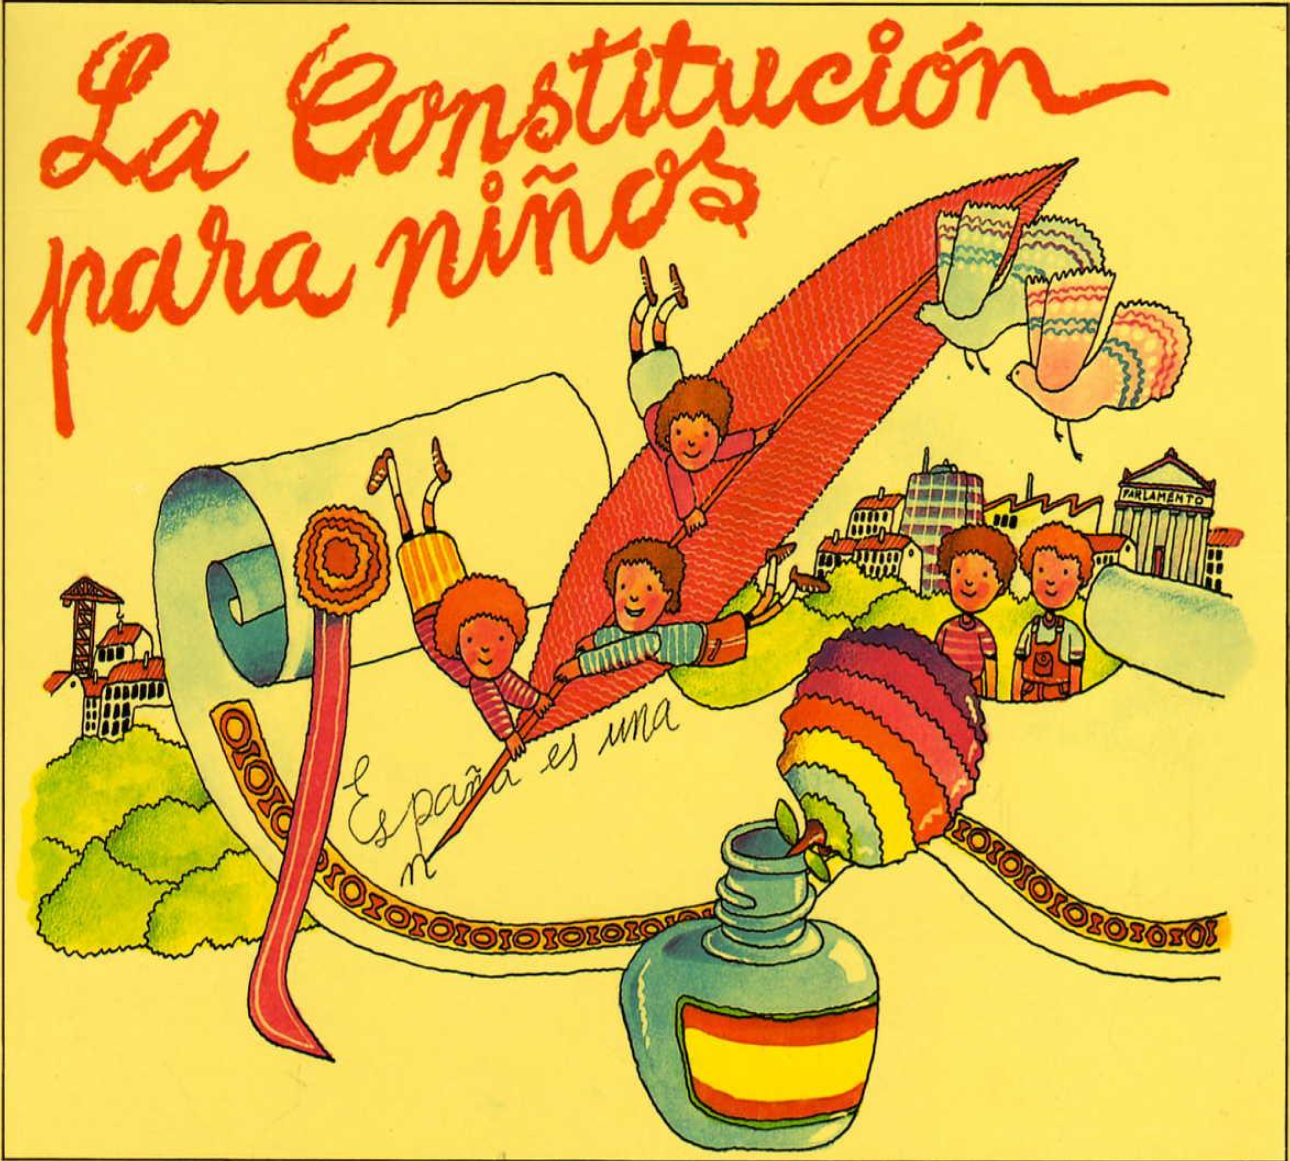 La Constitución
para niños
PARLAMENTO
España es una
n